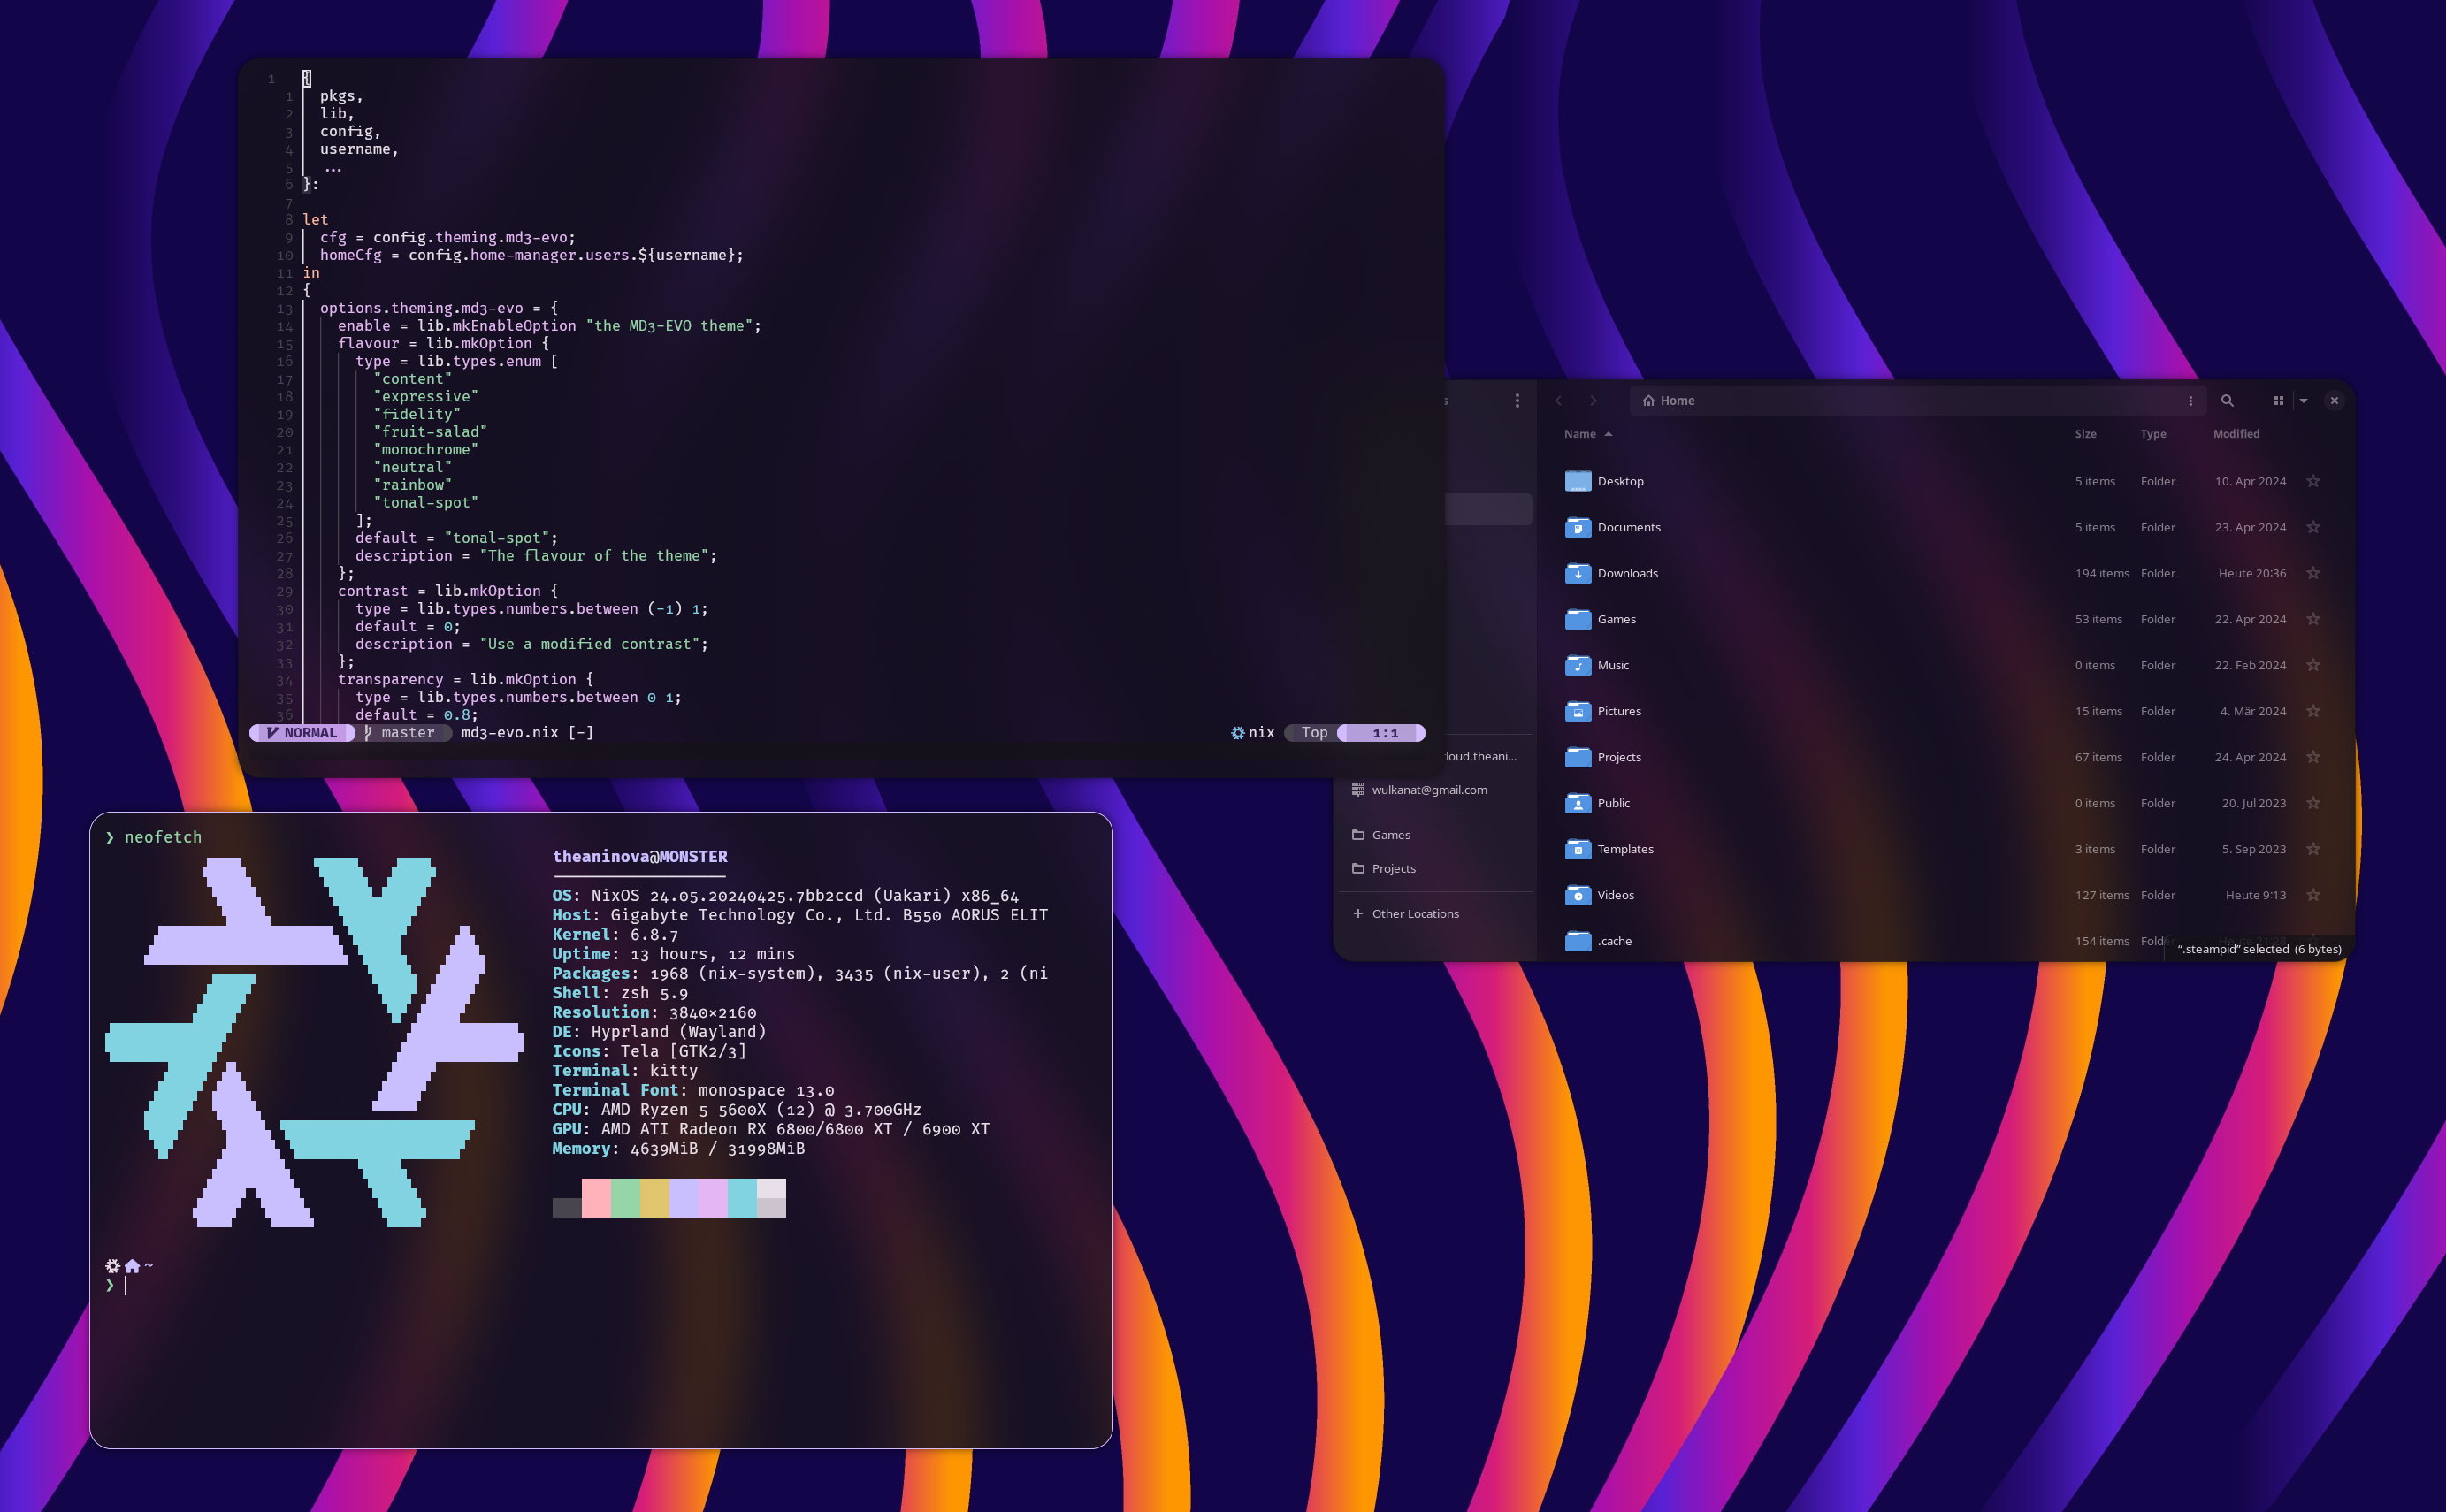 1 {
1 pkgs,
2 lib,
3 config,
4 username,
5 ...
6 }:
7
8 let
9 cfg = config.theming.md3-evo;
10 homeCfg = config.home-manager.users.${username};
11 in
12 {
13 options.theming.md3-evo = {
14 enable = lib.mkEnableOption "the MD3-EVO theme";
15 flavour = lib.mkOption {
16 type = lib.types.enum [
17 "content"
18 "expressive"
19 "fidelity"
20 "fruit-salad"
21 "monochrome"
22 "neutral"
23 "rainbow"
24 "tonal-spot"
25 ];
26 default = "tonal-spot";
27 description = "The flavour of the theme";
28 };
29 contrast = lib.mkOption {
30 type = lib.types.numbers.between (-1) 1;
31 default = 0;
32 description = "Use a modified contrast";
33 };
34 transparency = lib.mkOption {
35 type = lib.types.numbers.between 0 1;
36 default = 0.8;
NORMAL master md3-evo.nix [-] nix Top 1:1
Home
Name Size Type Modified
Desktop 5 items Folder 10. Apr 2024
Documents 5 items Folder 23. Apr 2024
Downloads 194 items Folder Heute 20:36
Games 53 items Folder 22. Apr 2024
Music 0 items Folder 22. Feb 2024
Pictures 15 items Folder 4. Mär 2024
Projects 67 items Folder 24. Apr 2024
Public 0 items Folder 20. Jul 2023
Templates 3 items Folder 5. Sep 2023
Videos 127 items Folder Heute 9:13
.cache 154 items
".steampid" selected (6 bytes)
loud.theani...
wulkanat@gmail.com
Games
Projects
+ Other Locations
❯ neofetch
theaninova@MONSTER
OS: NixOS 24.05.20240425.7bb2ccd (Uakari) x86_64
Host: Gigabyte Technology Co., Ltd. B550 AORUS ELIT
Kernel: 6.8.7
Uptime: 13 hours, 12 mins
Packages: 1968 (nix-system), 3435 (nix-user), 2 (ni
Shell: zsh 5.9
Resolution: 3840×2160
DE: Hyprland (Wayland)
Icons: Tela [GTK2/3]
Terminal: kitty
Terminal Font: monospace 13.0
CPU: AMD Ryzen 5 5600X (12) @ 3.700GHz
GPU: AMD ATI Radeon RX 6800/6800 XT / 6900 XT
Memory: 4639MiB / 31998MiB
~
❯